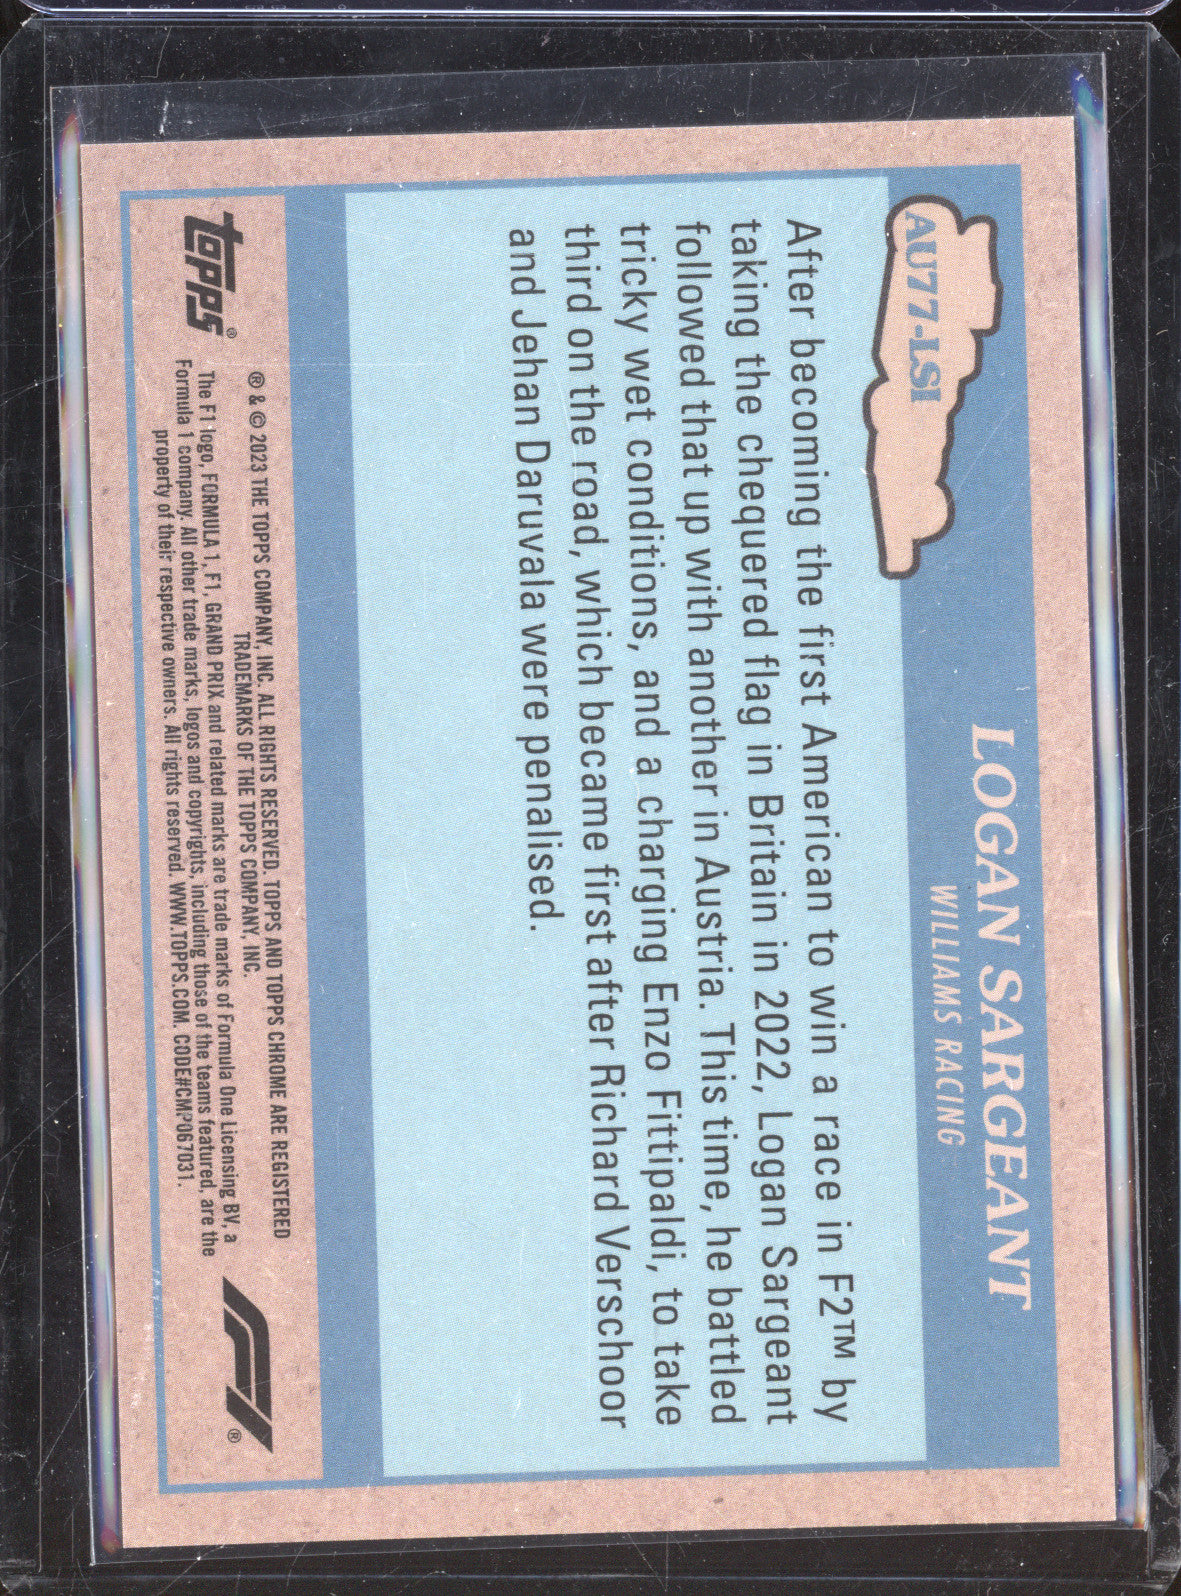 AU77-LSI
LOGAN SARGEANT
WILLIAMS RACING
After becoming the first American to win a race in F2™ by
taking the chequered flag in Britain in 2022, Logan Sargeant
followed that up with another in Austria. This time, he battled
tricky wet conditions, and a charging Enzo Fittipaldi, to take
third on the road, which became first after Richard Verschoor
and Jehan Daruvala were penalised.
topps®
® & © 2023 THE TOPPS COMPANY, INC. ALL RIGHTS RESERVED. TOPPS AND TOPPS CHROME ARE REGISTERED
TRADEMARKS OF THE TOPPS COMPANY, INC.
The F1 logo, FORMULA 1, F1, GRAND PRIX and related marks are trade marks of Formula One Licensing BV, a
Formula 1 company. All other trade marks, logos and copyrights, including those of the teams featured, are the
property of their respective owners. All rights reserved. WWW.TOPPS.COM. CODE#CMP067031.
F1®